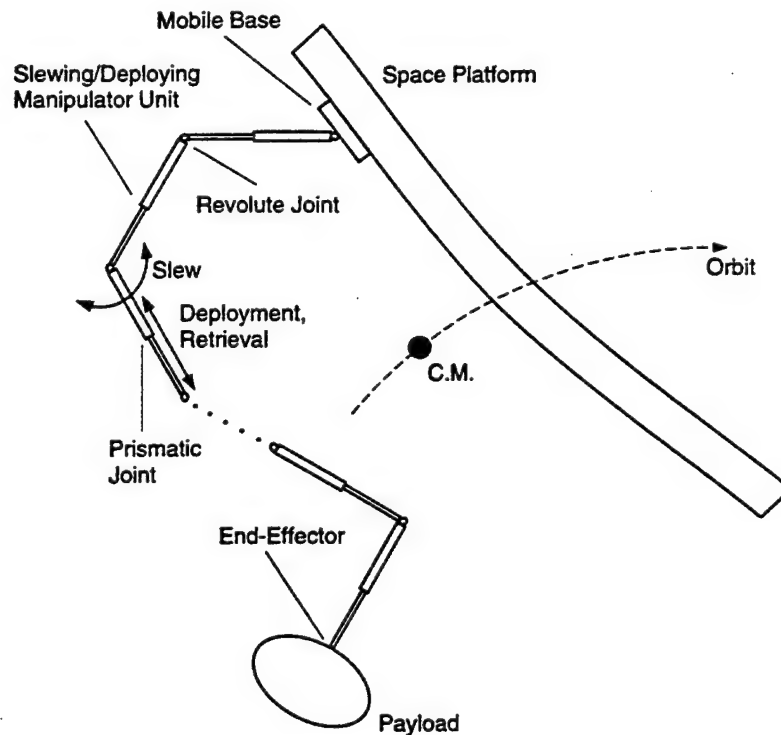 Mobile Base
Slewing/Deploying
Manipulator Unit
Space Platform
Revolute Joint
Slew
Orbit
Deployment,
Retrieval
C.M.
Prismatic
Joint
End-Effector
Payload